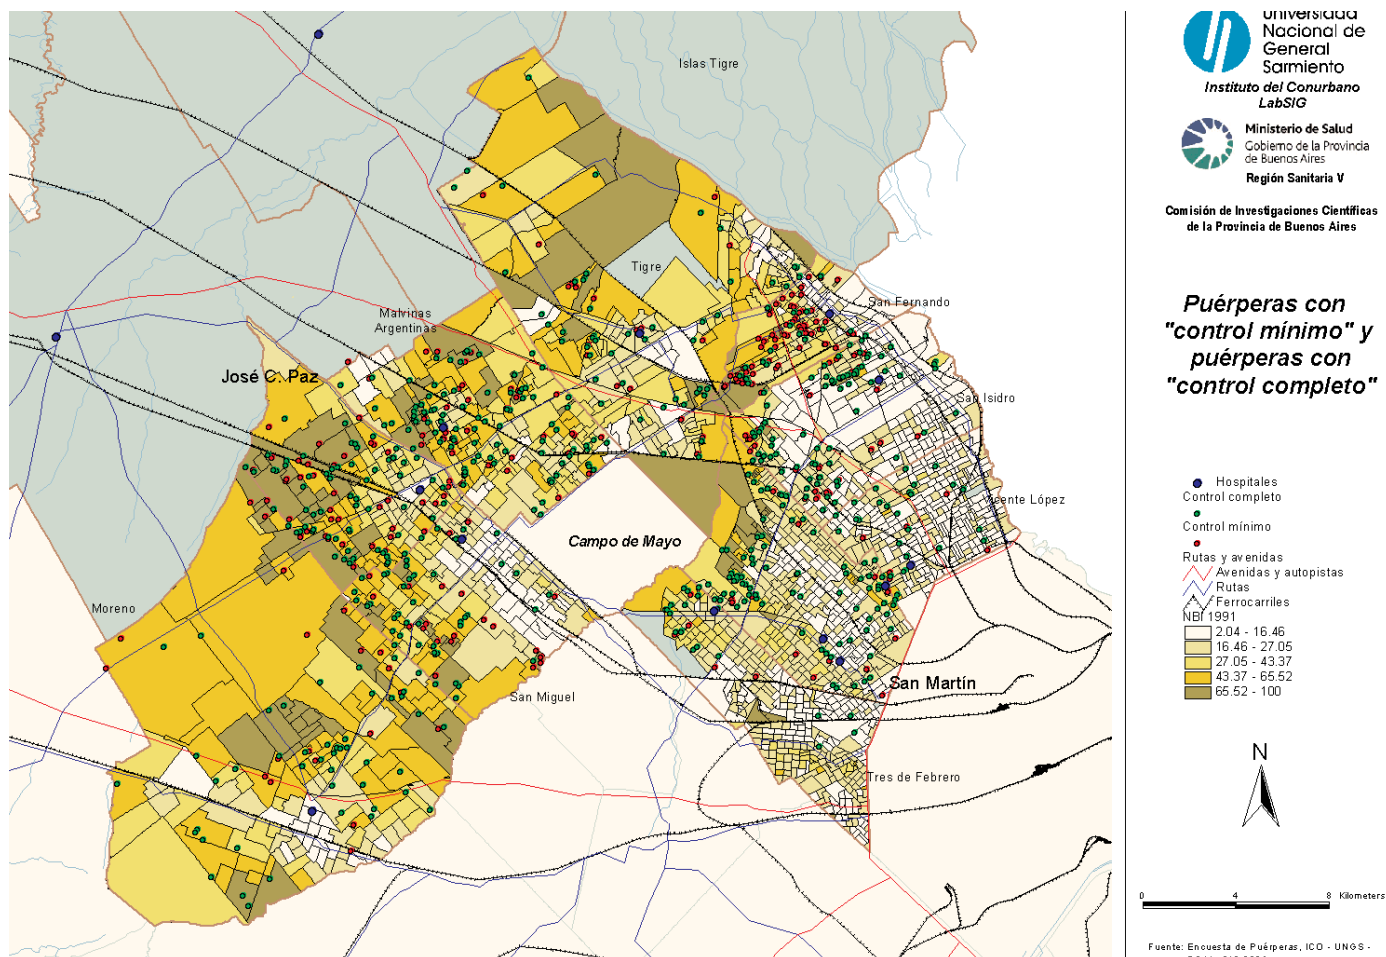 Universidad
Nacional de
General
Sarmiento
Instituto del Conurbano
LabSIG
Ministerio de Salud
Gobierno de la Provincia
de Buenos Aires
Región Sanitaria V
Comisión de Investigaciones Científicas
de la Provincia de Buenos Aires
Puérperas con
"control mínimo" y
puérperas con
"control completo"
Hospitales
Control completo
Control mínimo
Rutas y avenidas
Avenidas y autopistas
Rutas
Ferrocarriles
NBI 1991
2.04 - 16.46
16.46 - 27.05
27.05 - 43.37
43.37 - 65.52
65.52 - 100
N
0 4 8 Kilometers
Fuente: Encuesta de Puérperas, ICO - UNGS -
Islas Tigre
Tigre
San Fernando
Malvinas
Argentinas
José C. Paz
San Isidro
Vicente López
Campo de Mayo
Moreno
San Miguel
San Martín
Tres de Febrero